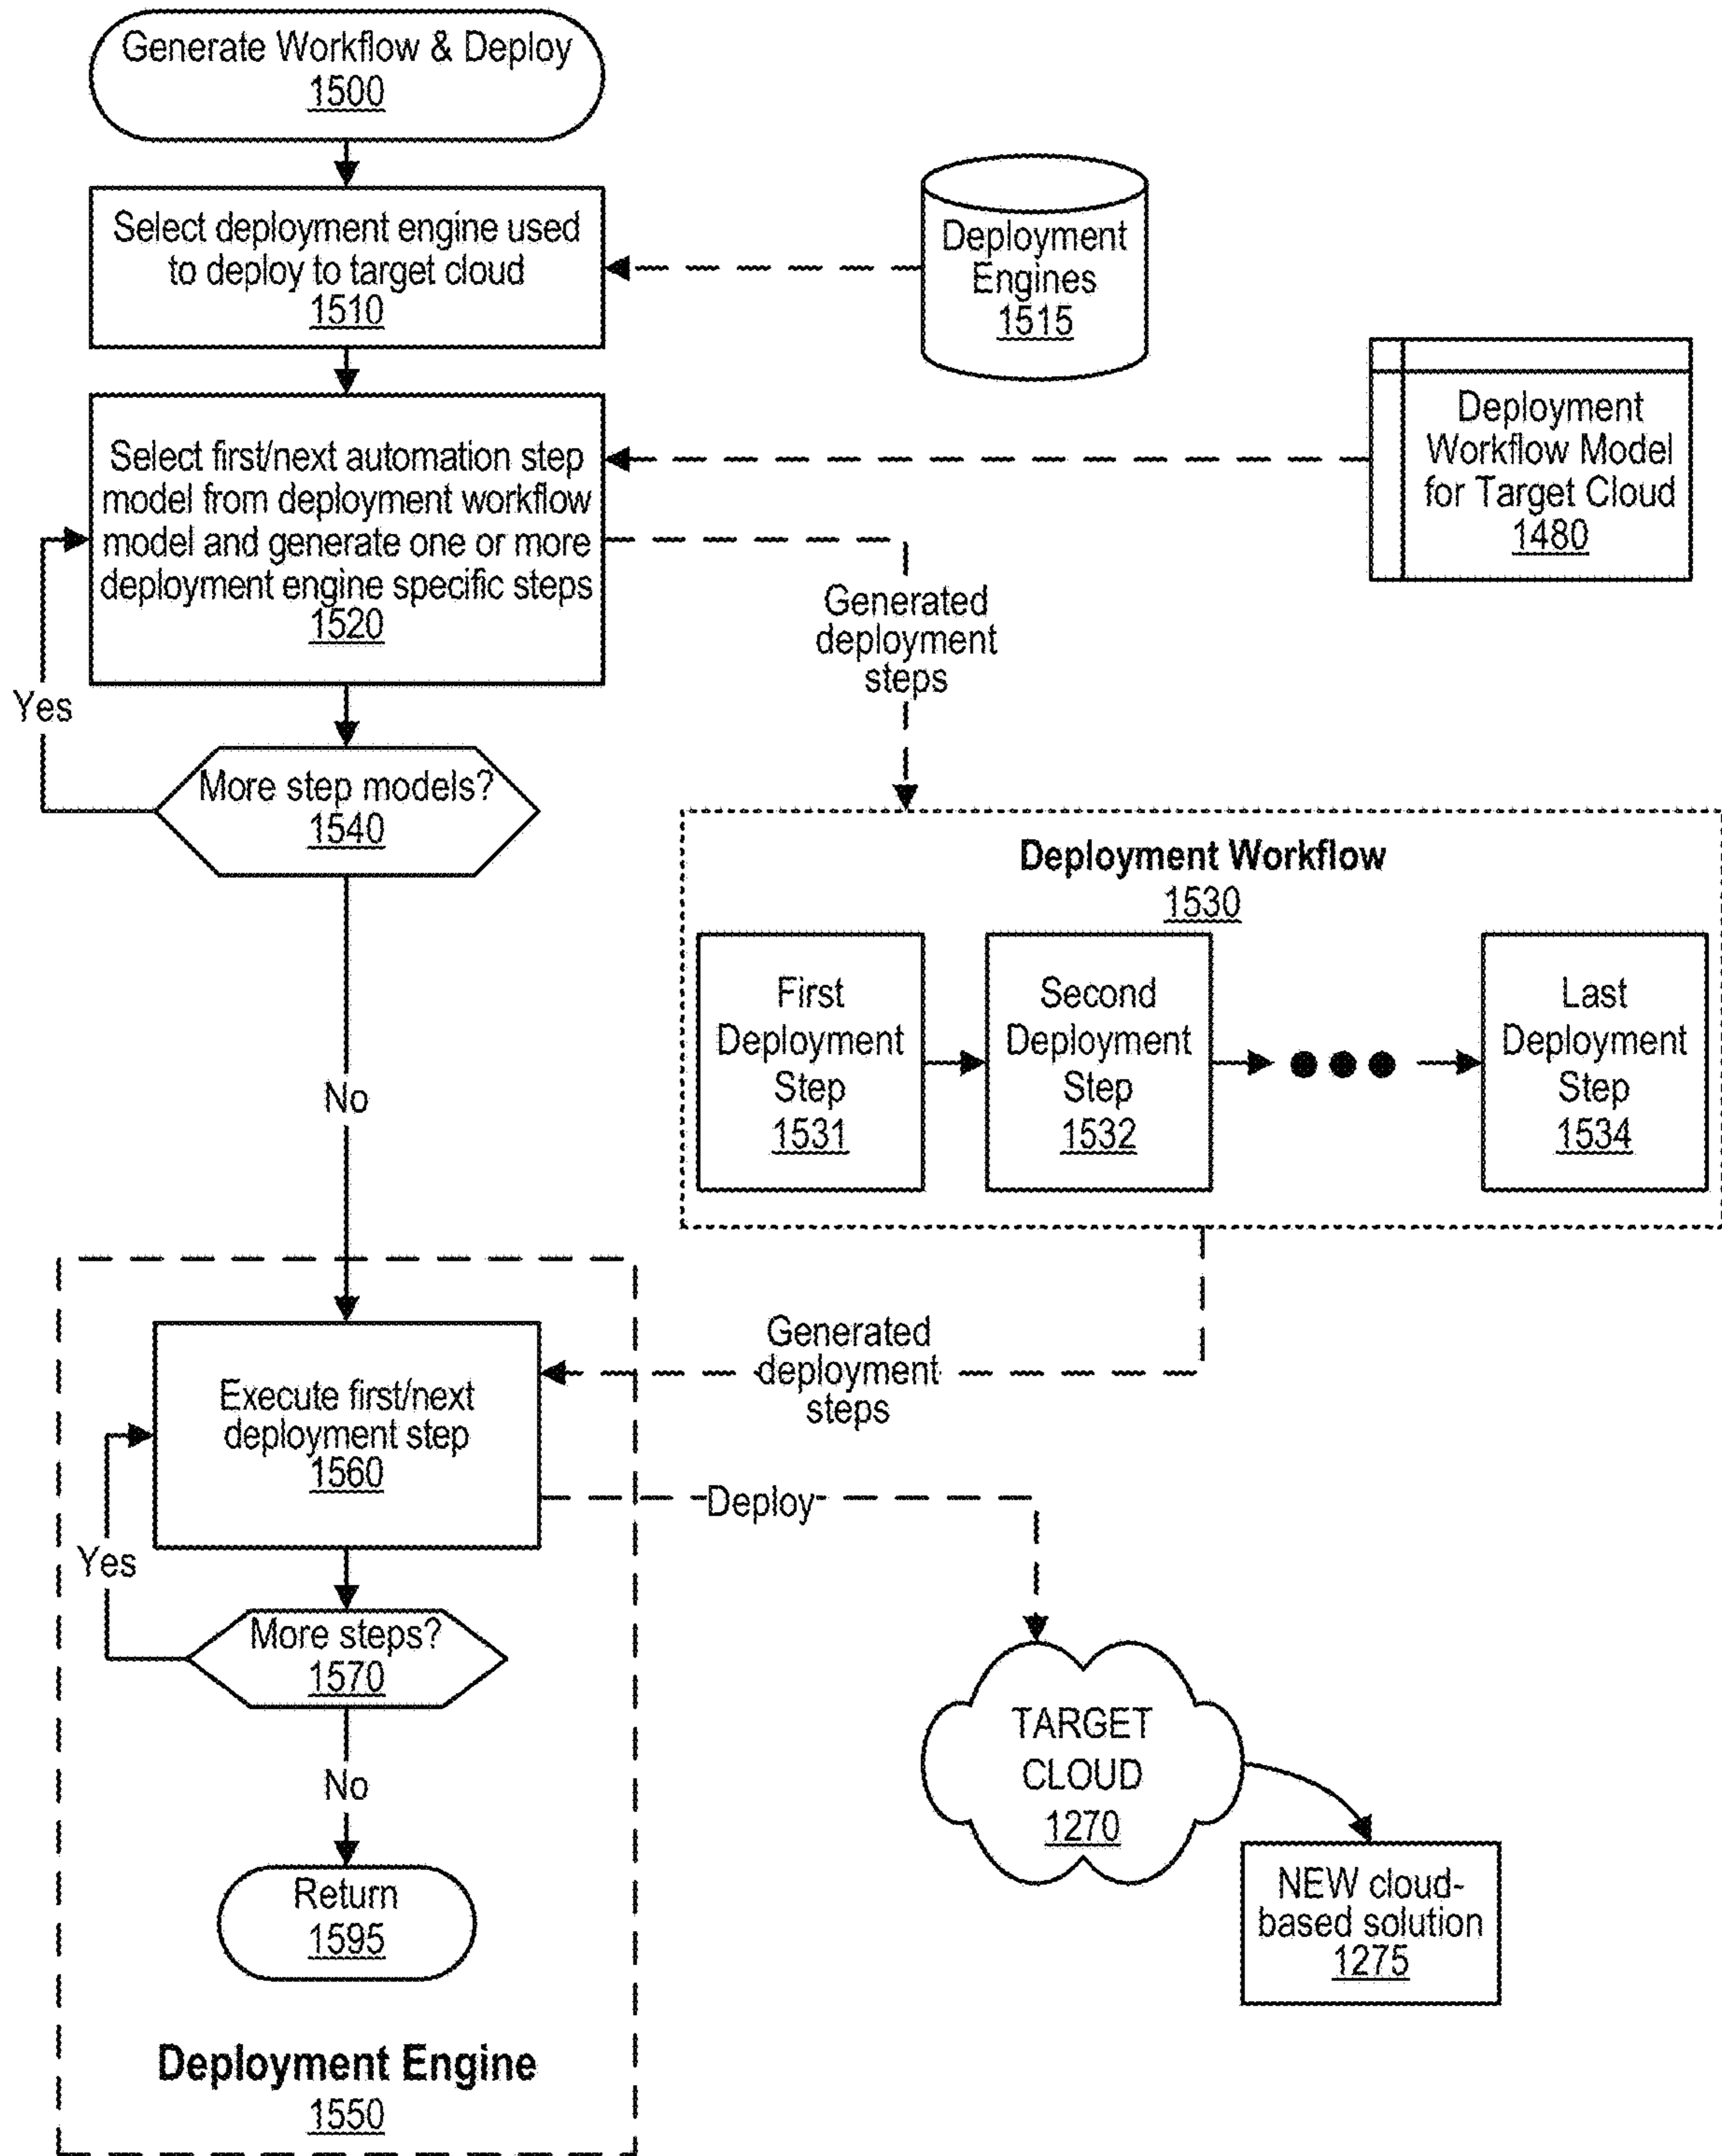 Generate Workflow & Deploy
1500
Select deployment engine used
to deploy to target cloud
1510
Deployment
Engines
1515
Deployment
Workflow Model
for Target Cloud
1480
Select first/next automation step
model from deployment workflow
model and generate one or more
deployment engine specific steps
1520
Generated
deployment
steps
Yes
More step models?
1540
Deployment Workflow
1530
First
Deployment
Step
1531
Second
Deployment
Step
1532
Last
Deployment
Step
1534
No
Generated
deployment
steps
Execute first/next
deployment step
1560
Deploy
Yes
More steps?
1570
TARGET
CLOUD
1270
No
Return
1595
NEW cloud-
based solution
1275
Deployment Engine
1550